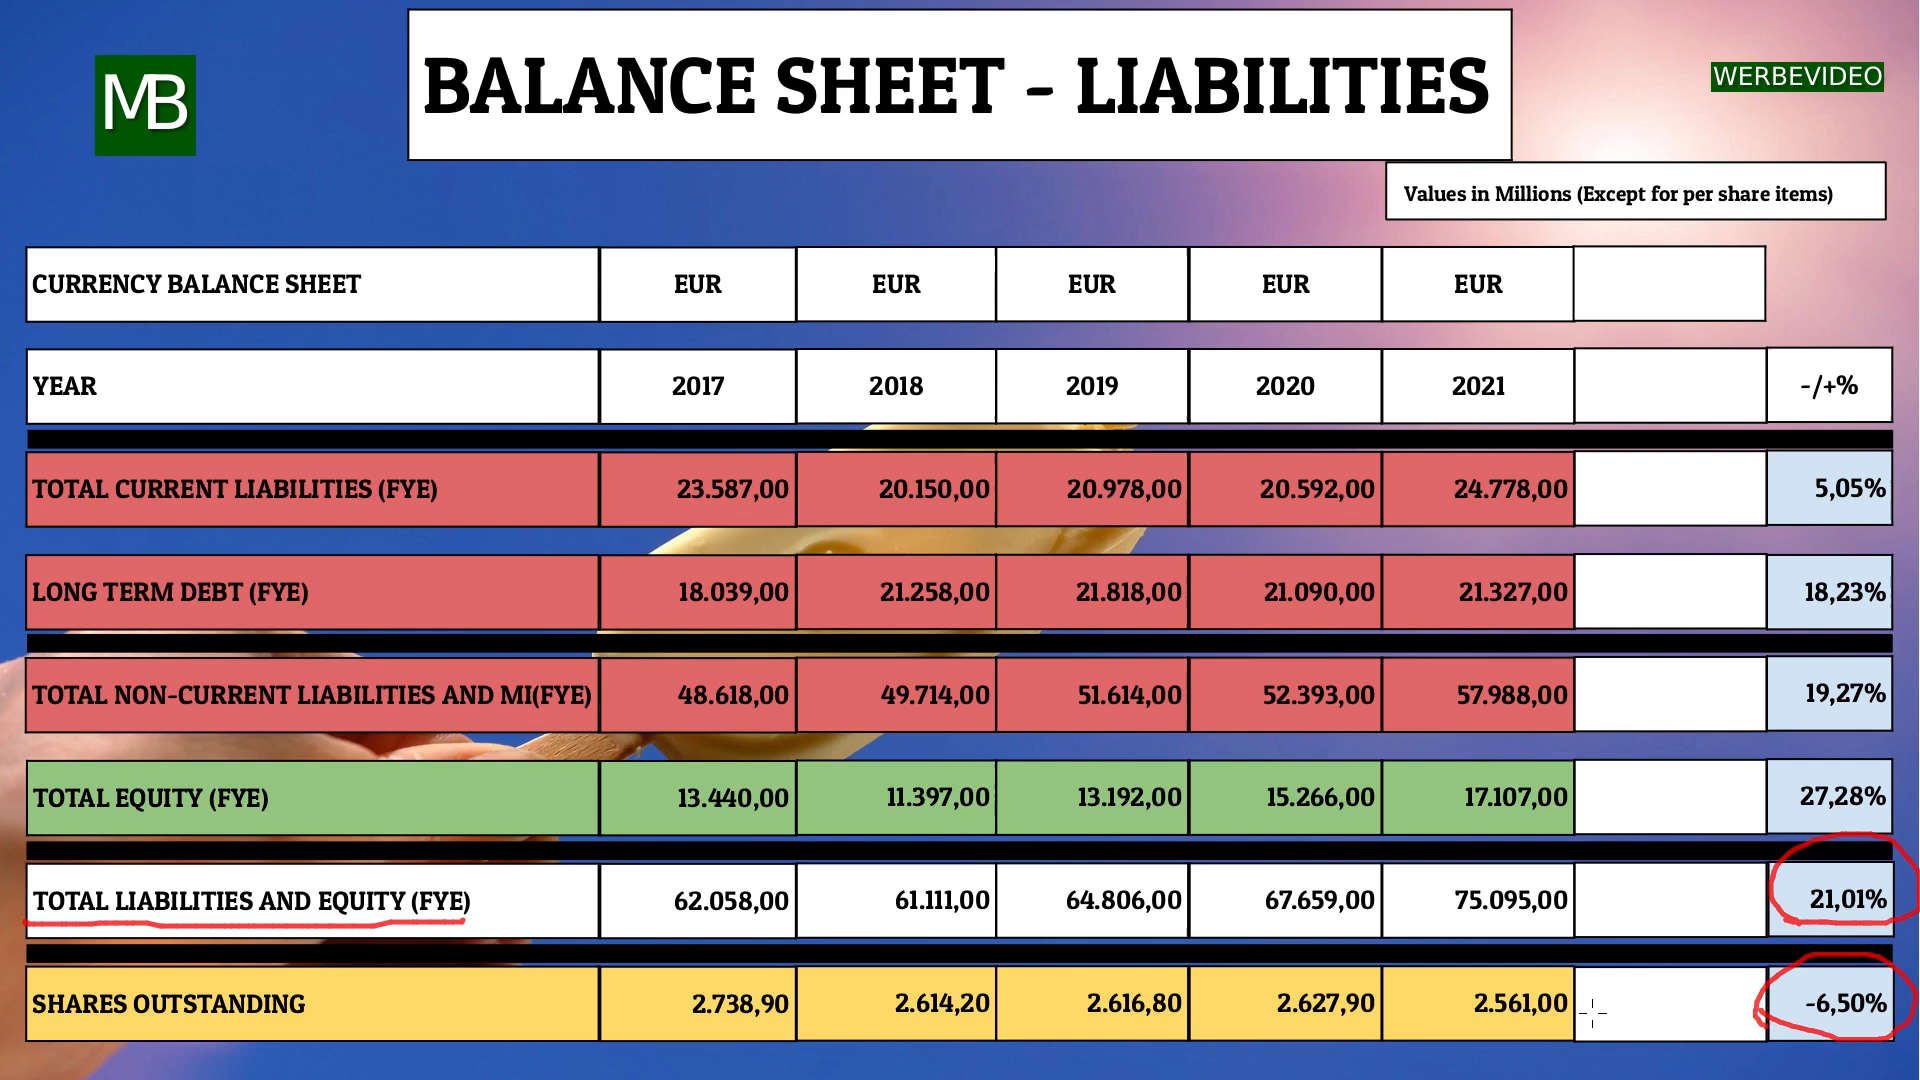 MB
BALANCE SHEET - LIABILITIES
WERBEVIDEO
Values in Millions (Except for per share items)
CURRENCY BALANCE SHEET EUR EUR EUR EUR EUR
YEAR 2017 2018 2019 2020 2021 -/+%
TOTAL CURRENT LIABILITIES (FYE) 23.587,00 20.150,00 20.978,00 20.592,00 24.778,00 5,05%
LONG TERM DEBT (FYE) 18.039,00 21.258,00 21.818,00 21.090,00 21.327,00 18,23%
TOTAL NON-CURRENT LIABILITIES AND MI(FYE) 48.618,00 49.714,00 51.614,00 52.393,00 57.988,00 19,27%
TOTAL EQUITY (FYE) 13.440,00 11.397,00 13.192,00 15.266,00 17.107,00 27,28%
TOTAL LIABILITIES AND EQUITY (FYE) 62.058,00 61.111,00 64.806,00 67.659,00 75.095,00 21,01%
SHARES OUTSTANDING 2.738,90 2.614,20 2.616,80 2.627,90 2.561,00 -6,50%